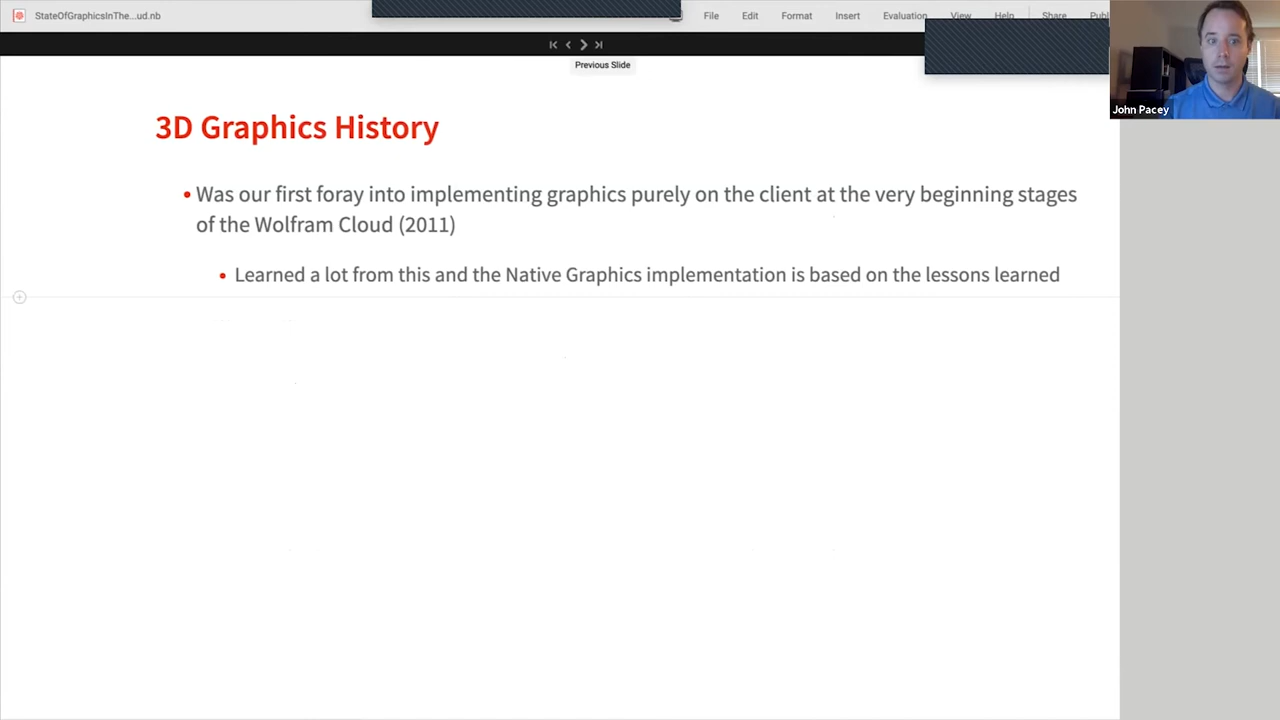 StateOfGraphicsInThe...ud.nb
File Edit Format Insert Evaluation View Help Share
Previous Slide
John Pacey
3D Graphics History
• Was our first foray into implementing graphics purely on the client at the very beginning stages
of the Wolfram Cloud (2011)
• Learned a lot from this and the Native Graphics implementation is based on the lessons learned